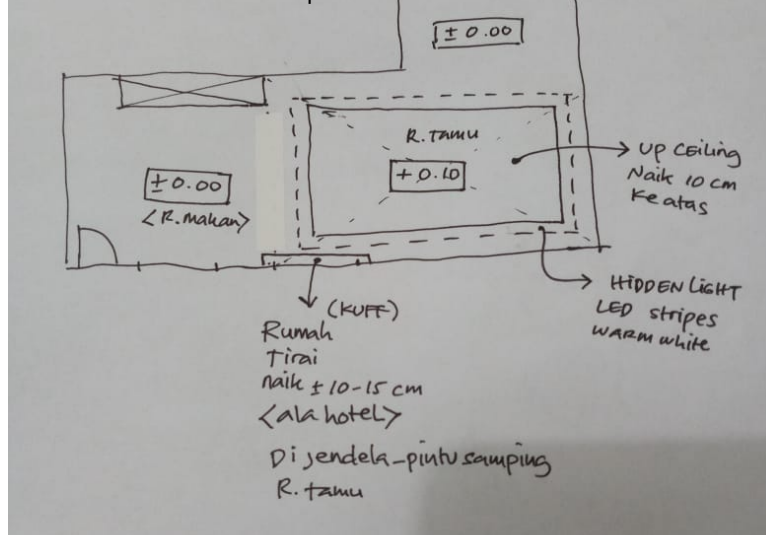 ± 0.00
R. tamu
+ 0.10
± 0.00
<R. makan>
UP CEILING
Naik 10 cm
Ke atas
HIDDEN LIGHT
LED stripes
WARM white
(KUFF)
Rumah
Tirai
naik ± 10-15 cm
<ala hotel>
Di jendela-pintu samping
R. tamu